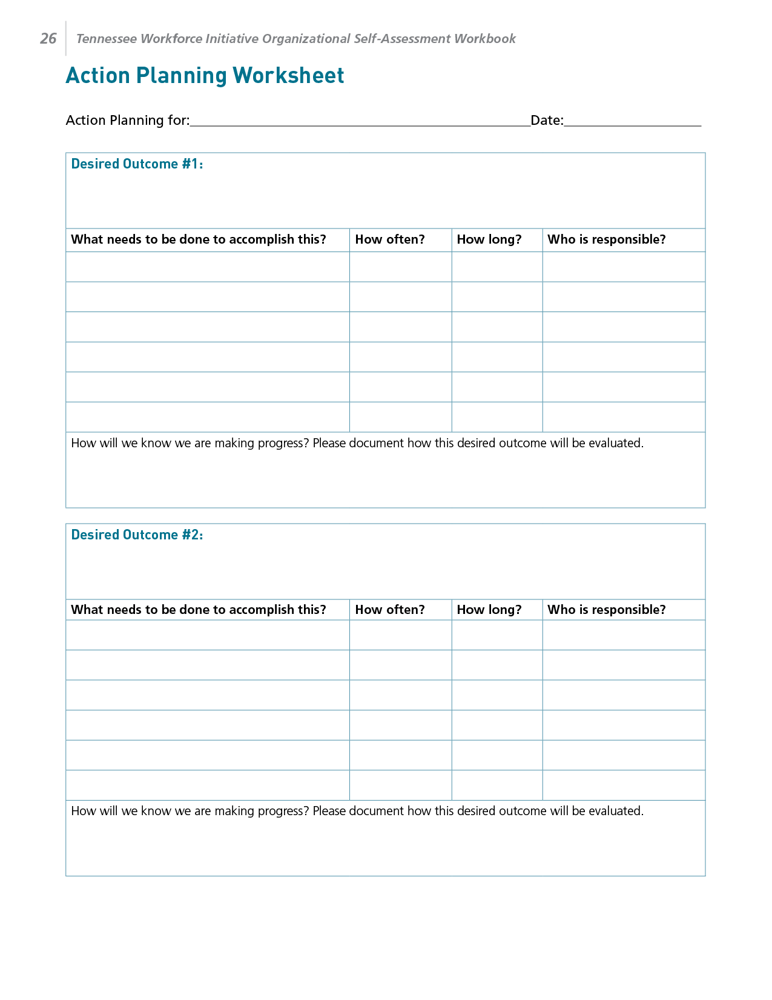 26
Tennessee Workforce Initiative Organizational Self-Assessment Workbook
Action Planning Worksheet
Action Planning for:__________________________________________________Date:____________________
Desired Outcome #1:
What needs to be done to accomplish this? How often? How long? Who is responsible?
How will we know we are making progress? Please document how this desired outcome will be evaluated.
Desired Outcome #2:
What needs to be done to accomplish this? How often? How long? Who is responsible?
How will we know we are making progress? Please document how this desired outcome will be evaluated.